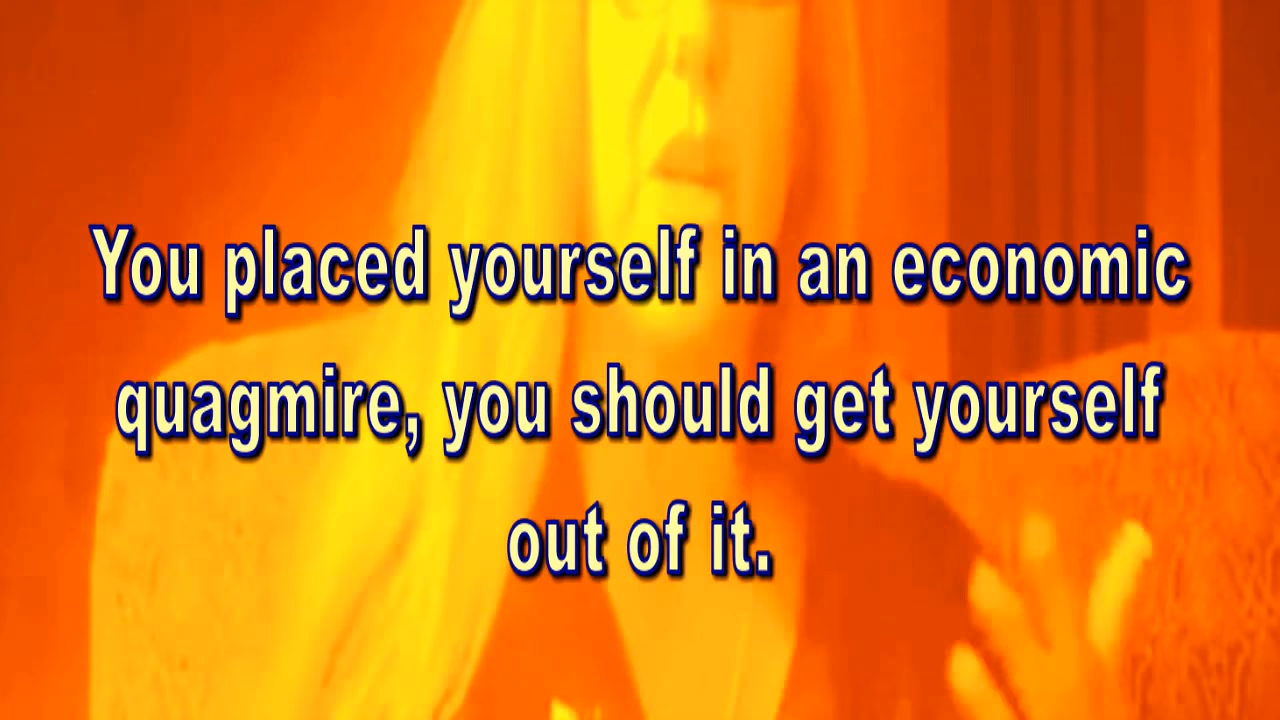 You placed yourself in an economic
quagmire, you should get yourself
out of it.